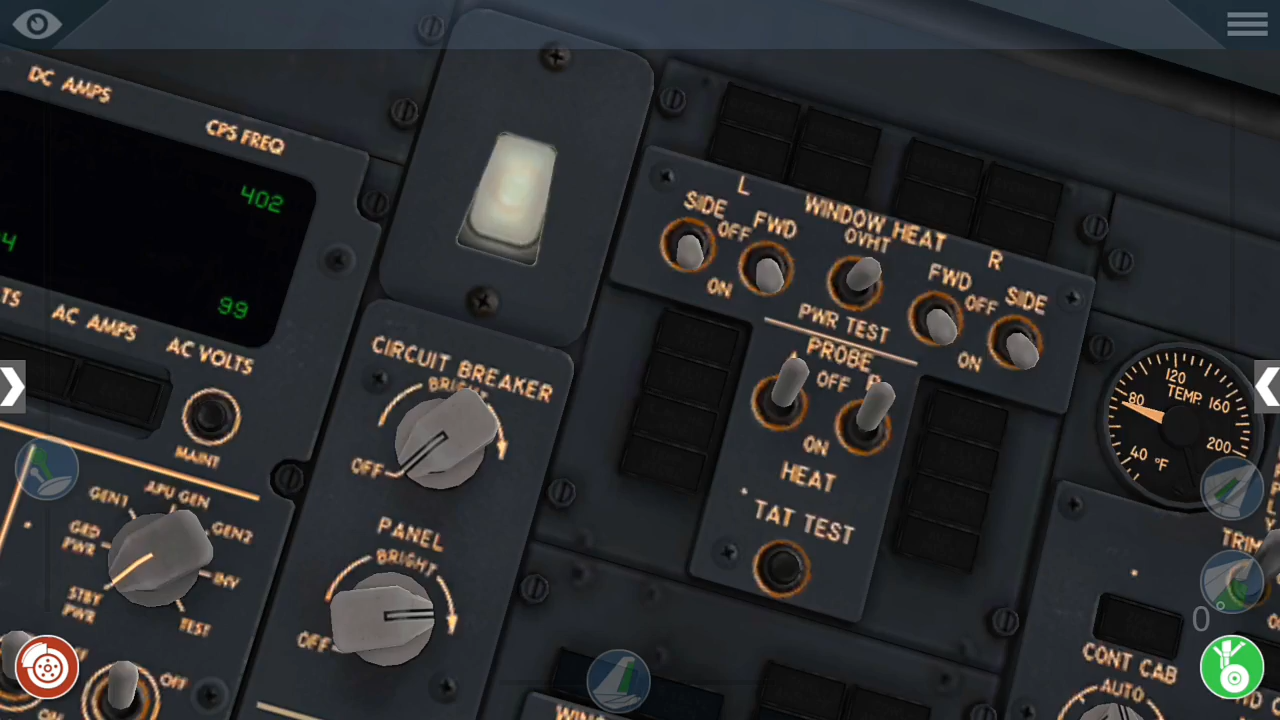 DC AMPS
CPS FREQ
402
4
99
TS
AC AMPS
AC VOLTS
MAINT
GEN1
APU GEN
GRD PWR
GEN2
STBY PWR
INV
TEST
OFF
ON
CIRCUIT BREAKER
BRIGHT
OFF
PANEL
BRIGHT
OFF
L
WINDOW HEAT
R
SIDE
OFF
FWD
OVHT
FWD
OFF
SIDE
ON
PWR TEST
ON
PROBE
OFF
ON
HEAT
TAT TEST
120
80
TEMP
160
200
40
°F
TRIM
0
CONT CAB
AUTO